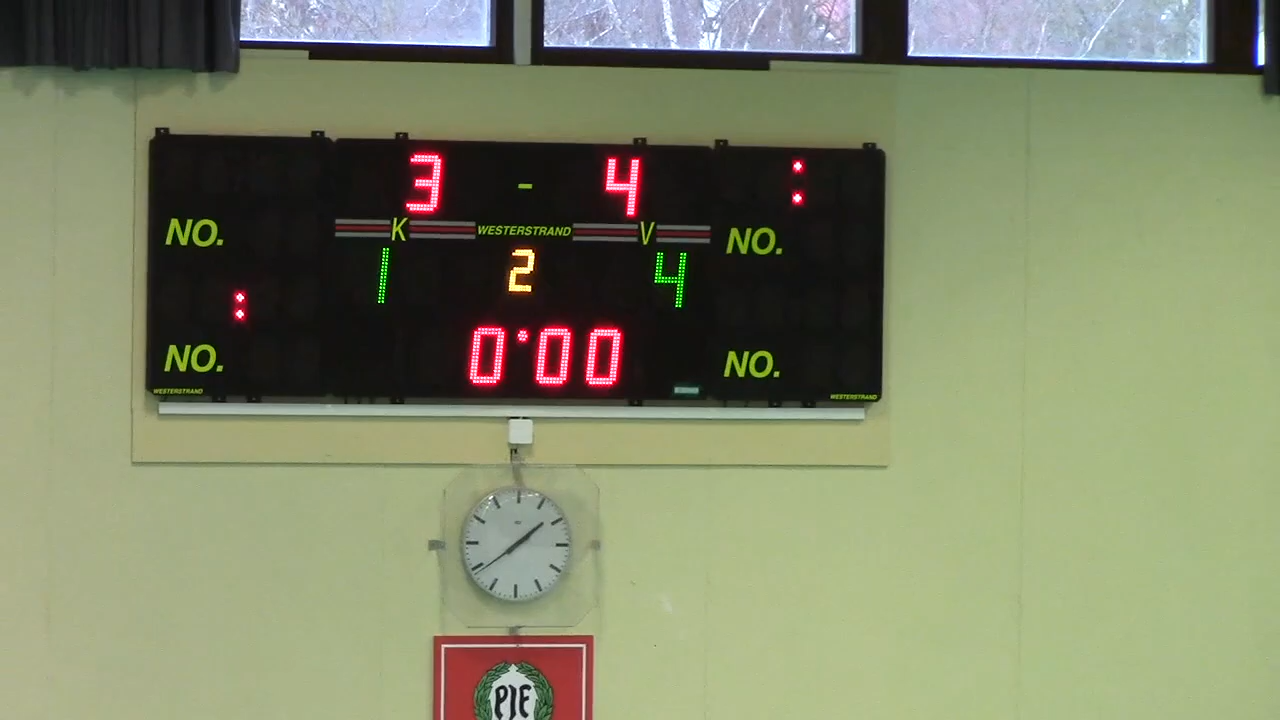 3 - 4 :
NO. K WESTERSTRAND V NO.
1 2 4
:
NO. 0:00 NO.
WESTERSTRAND WESTERSTRAND
PIF